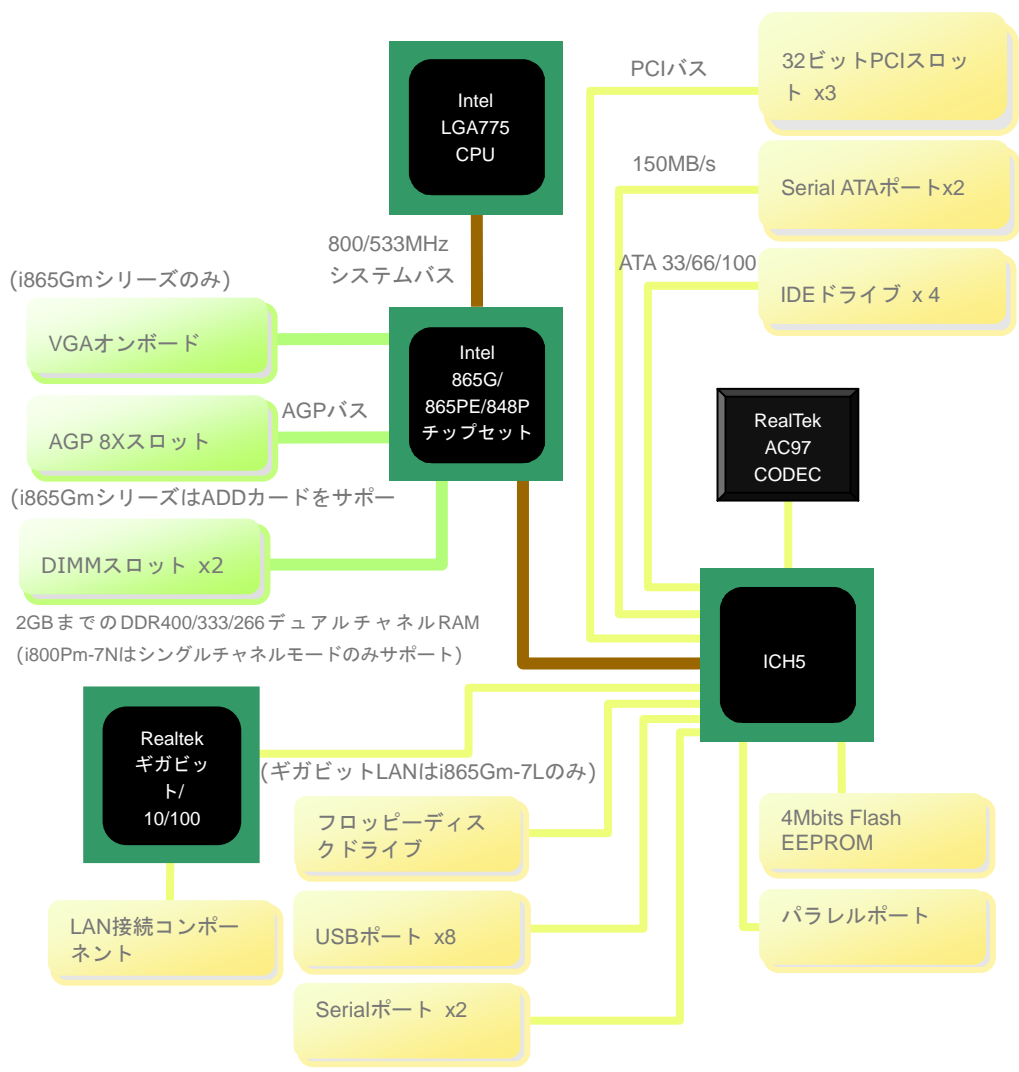 PCIバス
32ビットPCIスロッ
ト x3
Intel
LGA775
CPU
150MB/s
Serial ATAポートx2
800/533MHz
システムバス
ATA 33/66/100
IDEドライブ x 4
(i865Gmシリーズのみ)
VGAオンボード
Intel
865G/
865PE/848P
チップセット
AGPバス
AGP 8Xスロット
RealTek
AC97
CODEC
(i865GmシリーズはADDカードをサポー
DIMMスロット x2
2GBまでのDDR400/333/266デュアルチャネルRAM
(i800Pm-7Nはシングルチャネルモードのみサポート)
ICH5
Realtek
ギガビッ
ト/
10/100
(ギガビットLANはi865Gm-7Lのみ)
フロッピーディス
クドライブ
4Mbits Flash
EEPROM
LAN接続コンポー
ネント
USBポート x8
パラレルポート
Serialポート x2